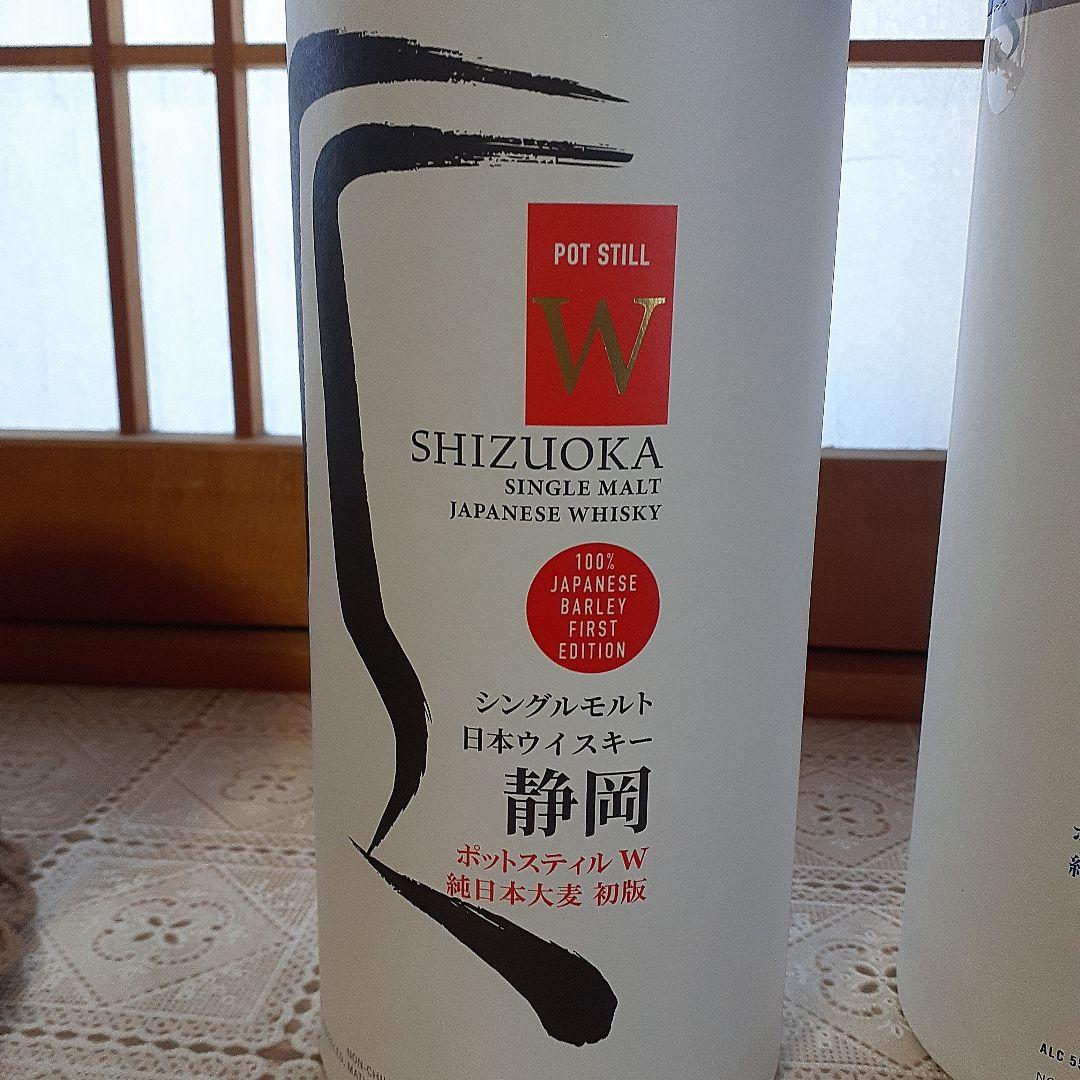 POT STILL
W
SHIZUOKA
SINGLE MALT
JAPANESE WHISKY
100%
JAPANESE
BARLEY
FIRST
EDITION
シングルモルト
日本ウイスキー
静岡
ポットスティル W
純日本大麦 初版